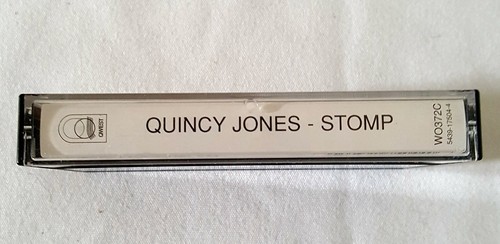 QWEST
QUINCY JONES - STOMP
WO372C
5439-17504-4